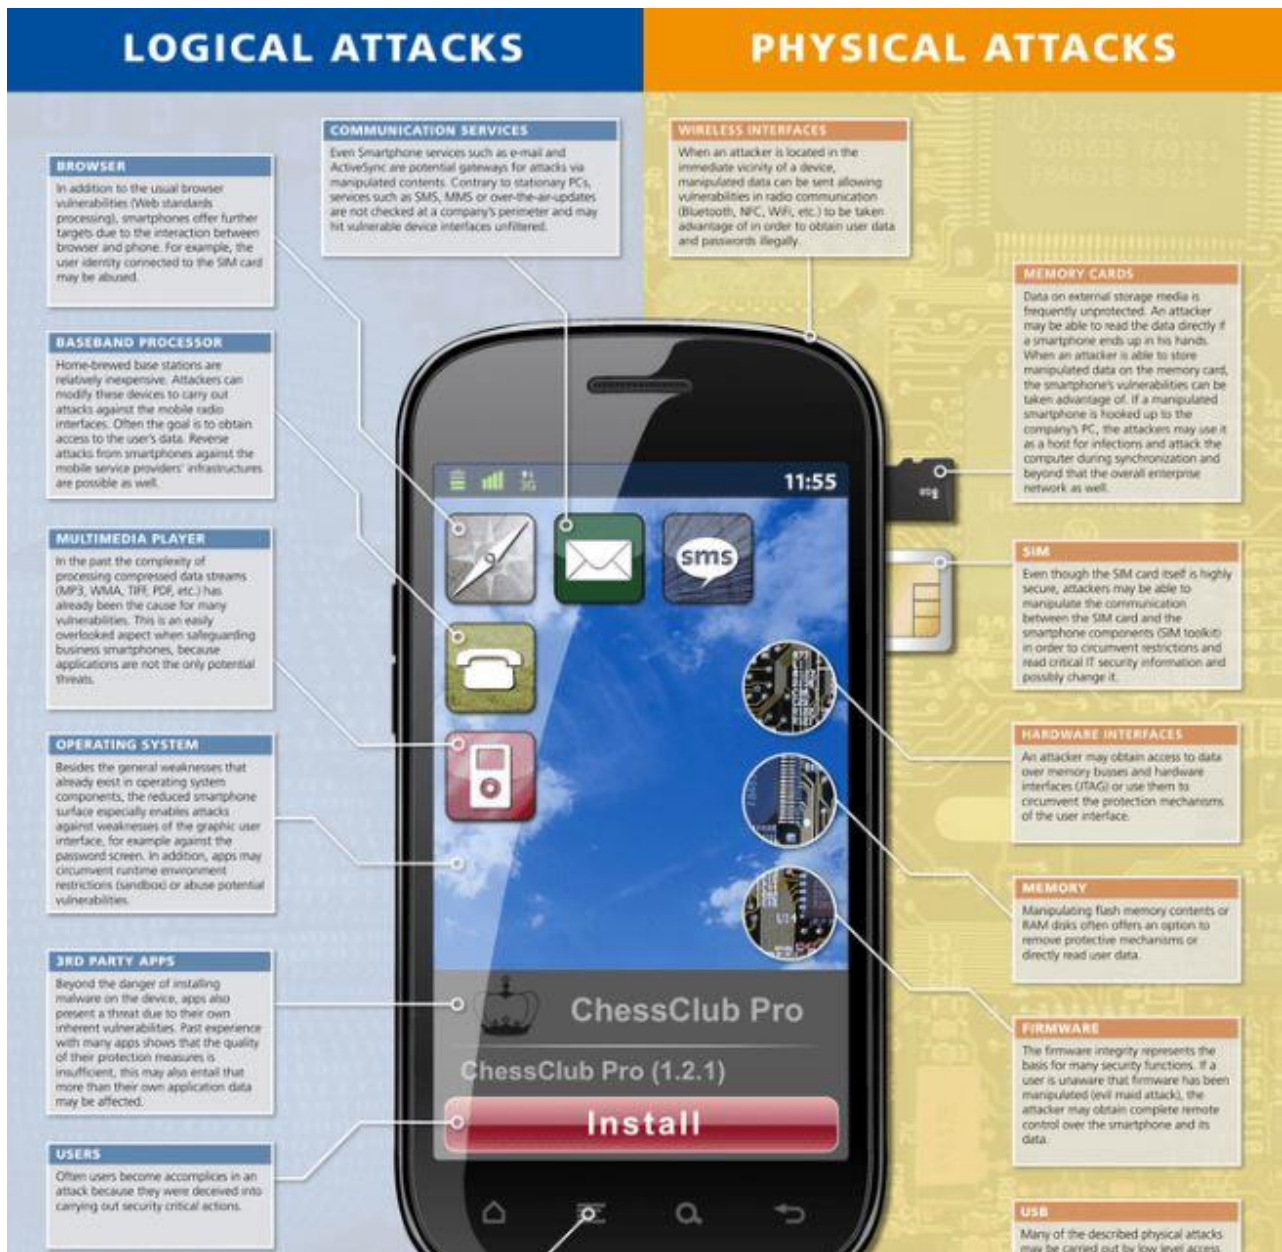 LOGICAL ATTACKS
PHYSICAL ATTACKS
COMMUNICATION SERVICES
Even Smartphone services such as e-mail and
ActiveSync are potential gateways for attacks via
manipulated contents. Contrary to stationary PCs,
services such as SMS, MMS or over-the-air-updates
are not checked at a company's perimeter and may
hit vulnerable device interfaces unfiltered.
WIRELESS INTERFACES
When an attacker is located in the
immediate vicinity of a device,
manipulated data can be sent allowing
vulnerabilities in radio communication
(Bluetooth, NFC, WiFi, etc.) to be taken
advantage of in order to obtain user data
and passwords illegally.
BROWSER
In addition to the usual browser
vulnerabilities (Web standards
processing), smartphones offer further
targets due to the interaction between
browser and phone. For example, the
user identity connected to the SIM card
may be abused.
BASEBAND PROCESSOR
Home-brewed base stations are
relatively inexpensive. Attackers can
modify these devices to carry out
attacks against the mobile radio
interfaces. Often the goal is to obtain
access to the user's data. Reverse
attacks from smartphones against the
mobile service providers' infrastructures
are possible as well.
MULTIMEDIA PLAYER
In the past the complexity of
processing compressed data streams
(MP3, WMA, TIFF, PDF, etc.) has
already been the cause for many
vulnerabilities. This is an easily
overlooked aspect when safeguarding
business smartphones, because
applications are not the only potential
threats.
OPERATING SYSTEM
Besides the general weaknesses that
already exist in operating system
components, the reduced smartphone
surface especially enables attacks
against weaknesses of the graphic user
interface, for example against the
password screen. In addition, apps may
circumvent runtime environment
restrictions (sandbox) or abuse potential
vulnerabilities.
3RD PARTY APPS
Beyond the danger of installing
malware on the device, apps also
present a threat due to their own
inherent vulnerabilities. Past experience
with many apps shows that the quality
of their protection measures is
insufficient, this may also entail that
more than their own application data
may be affected.
USERS
Often users become accomplices in an
attack because they were deceived into
carrying out security critical actions.
3G
11:55
sms
ChessClub Pro
ChessClub Pro (1.2.1)
Install
8GB
MEMORY CARDS
Data on external storage media is
frequently unprotected. An attacker
may be able to read the data directly if
a smartphone ends up in his hands.
When an attacker is able to store
manipulated data on the memory card,
the smartphone's vulnerabilities can be
taken advantage of. If a manipulated
smartphone is hooked up to the
company's PC, the attackers may use it
as a host for infections and attack the
computer during synchronization and
beyond that the overall enterprise
network as well.
SIM
Even though the SIM card itself is highly
secure, attackers may be able to
manipulate the communication
between the SIM card and the
smartphone components (SIM toolkit)
in order to circumvent restrictions and
read critical IT security information and
possibly change it.
HARDWARE INTERFACES
An attacker may obtain access to data
over memory busses and hardware
interfaces (JTAG) or use them to
circumvent the protection mechanisms
of the user interface.
MEMORY
Manipulating flash memory contents or
RAM disks often offers an option to
remove protective mechanisms or
directly read user data.
FIRMWARE
The firmware integrity represents the
basis for many security functions. If a
user is unaware that firmware has been
manipulated (evil maid attack), the
attacker may obtain complete remote
control over the smartphone and its
data.
USB
Many of the described physical attacks
may be carried out by low level access